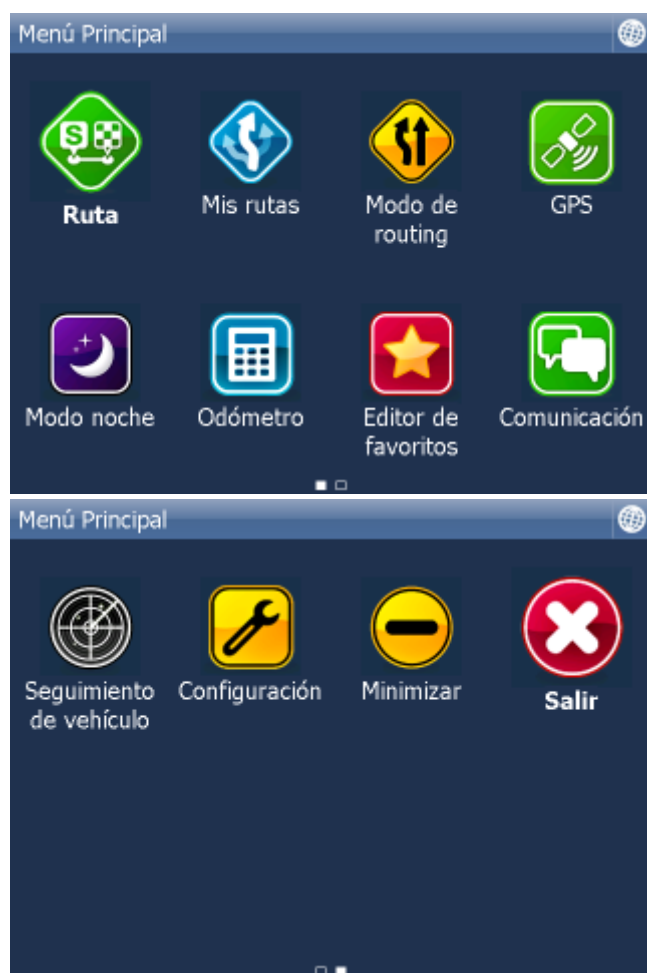 Menú Principal
S
Ruta
Mis rutas
Modo de
routing
GPS
Modo noche
Odómetro
Editor de
favoritos
Comunicación
Menú Principal
Seguimiento
de vehículo
Configuración
Minimizar
Salir